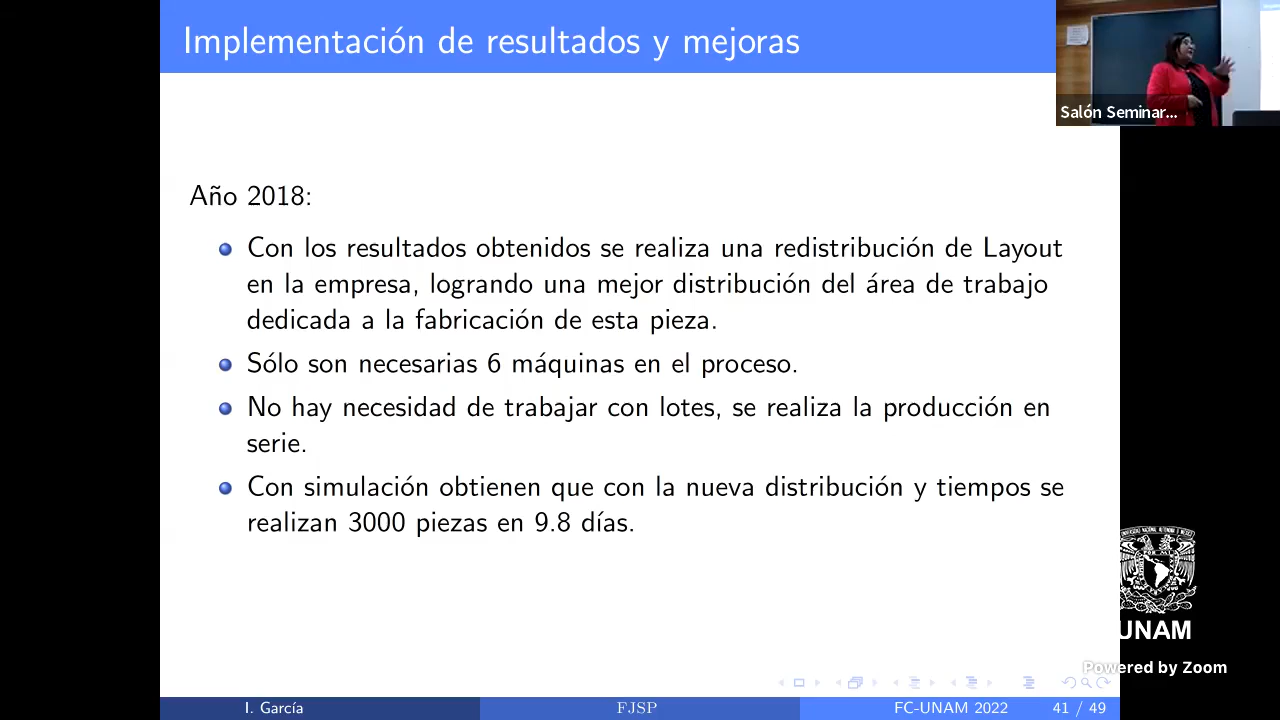 Implementación de resultados y mejoras
Salón Seminar...
Año 2018:
Con los resultados obtenidos se realiza una redistribución de Layout
en la empresa, logrando una mejor distribución del área de trabajo
dedicada a la fabricación de esta pieza.
Sólo son necesarias 6 máquinas en el proceso.
No hay necesidad de trabajar con lotes, se realiza la producción en
serie.
Con simulación obtienen que con la nueva distribución y tiempos se
realizan 3000 piezas en 9.8 días.
UNAM
Powered by Zoom
I. García
FJSP
FC-UNAM 2022
41 / 49